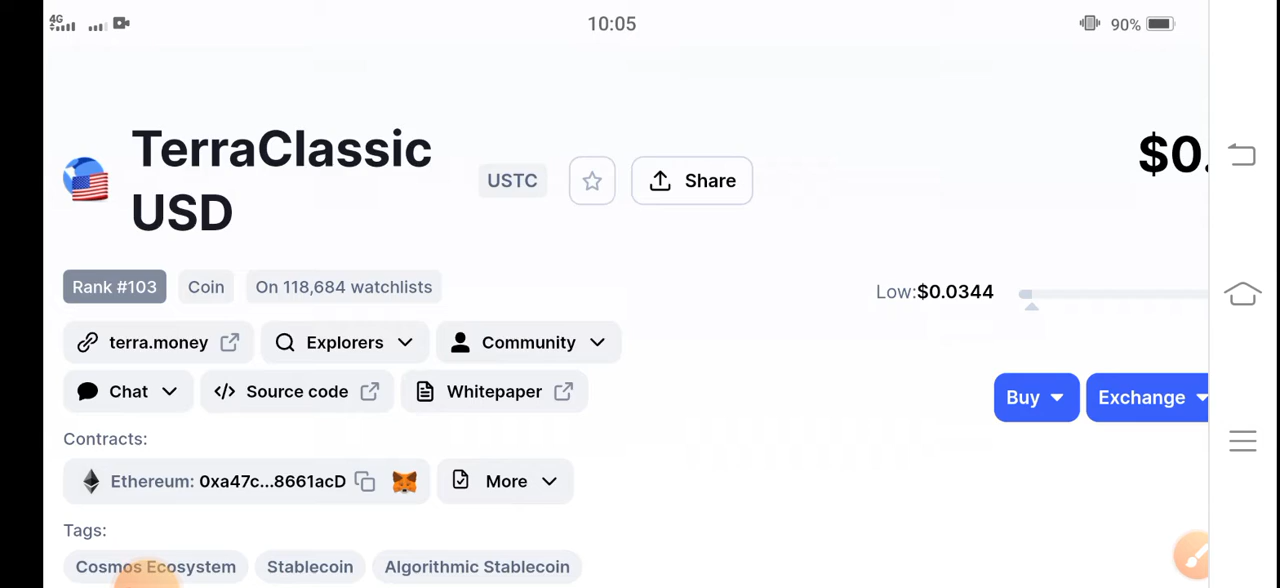 4G 10:05 90%
TerraClassic
USD
USTC Share
$0.
Rank #103 Coin On 118,684 watchlists
Low:$0.0344
terra.money Explorers Community
Chat Source code Whitepaper
Buy Exchange
Contracts:
Ethereum: 0xa47c...8661acD More
Tags:
Cosmos Ecosystem Stablecoin Algorithmic Stablecoin